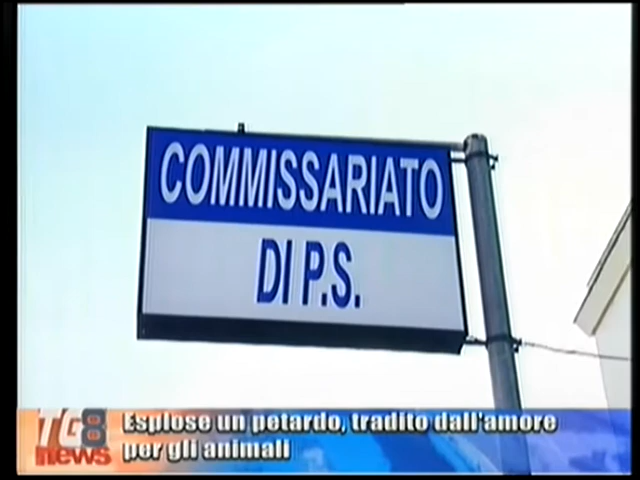 COMMISSARIATO
DI P.S.
TG8
news
Esplose un petardo, tradito dall'amore
per gli animali